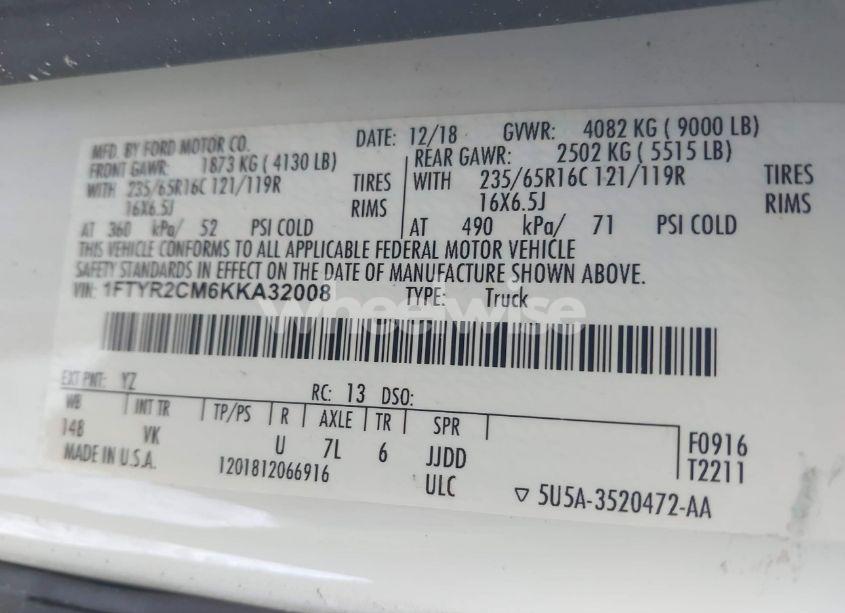 MFD. BY FORD MOTOR CO. DATE: 12/18 GVWR: 4082 KG ( 9000 LB)
FRONT GAWR: 1873 KG ( 4130 LB) REAR GAWR: 2502 KG ( 5515 LB)
WITH 235/65R16C 121/119R TIRES WITH 235/65R16C 121/119R TIRES
16X6.5J RIMS 16X6.5J RIMS
AT 360 kPa/ 52 PSI COLD AT 490 kPa/ 71 PSI COLD
THIS VEHICLE CONFORMS TO ALL APPLICABLE FEDERAL MOTOR VEHICLE
SAFETY STANDARDS IN EFFECT ON THE DATE OF MANUFACTURE SHOWN ABOVE.
VIN: 1FTYR2CM6KKA32008 TYPE: Truck
wheelwise
EXT PNT: YZ RC: 13 DSO:
WB INT TR TP/PS R AXLE TR SPR
148 VK U 7L 6 JJDD F0916
MADE IN U.S.A. 1201812066916 ULC T2211
▽ 5U5A-3520472-AA